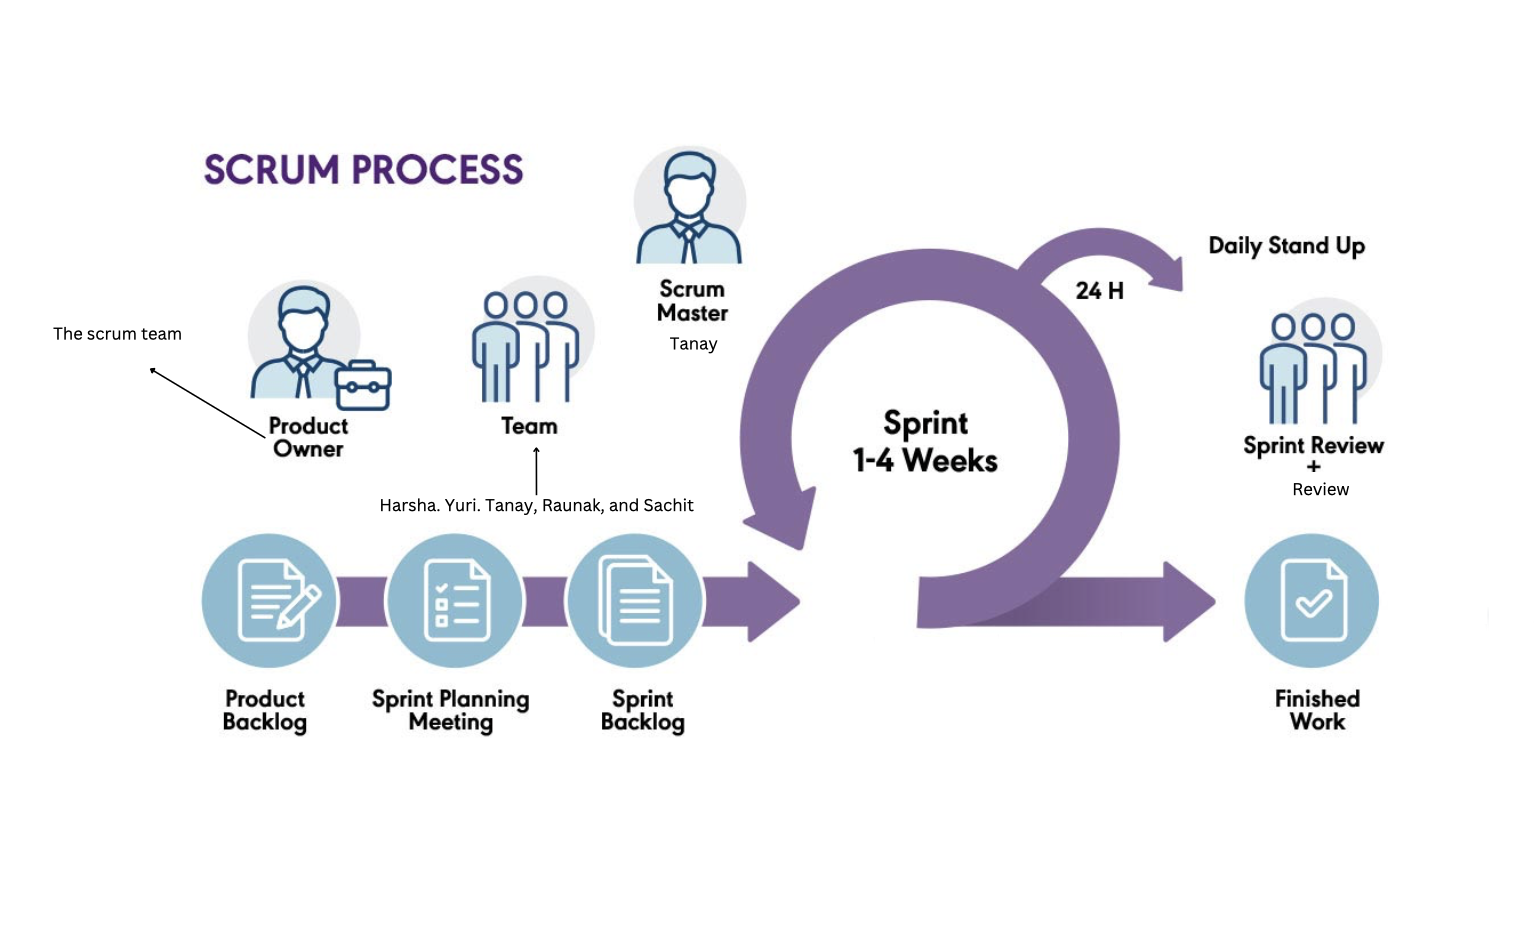 SCRUM PROCESS
Scrum
Master
Tanay
Daily Stand Up
24 H
The scrum team
Product
Owner
Team
Harsha. Yuri. Tanay, Raunak, and Sachit
Sprint
1-4 Weeks
Sprint Review
+
Review
Product
Backlog
Sprint Planning
Meeting
Sprint
Backlog
Finished
Work